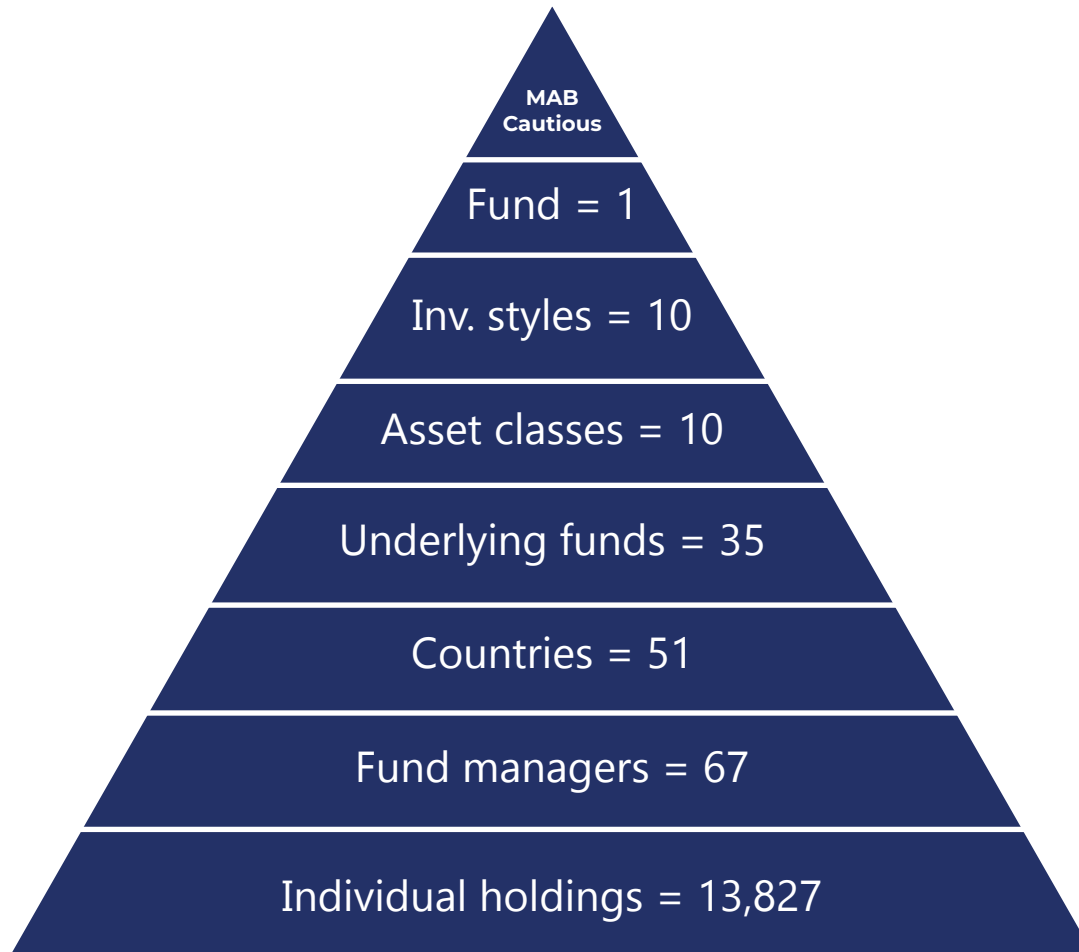 MAB
Cautious
Fund = 1
Inv. styles = 10
Asset classes = 10
Underlying funds = 35
Countries = 51
Fund managers = 67
Individual holdings = 13,827